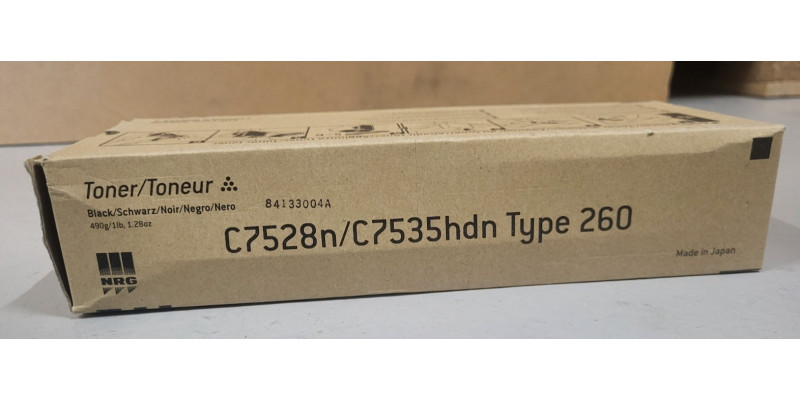 Toner/Toneur
Black/Schwarz/Noir/Negro/Nero
490g/1lb, 1.28oz
84133004A
C7528n/C7535hdn Type 260
NRG
Made in Japan